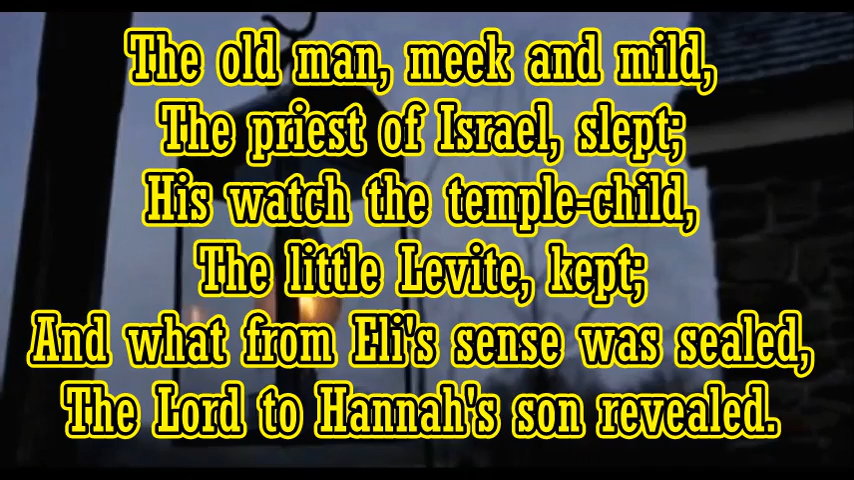 The old man, meek and mild,
The priest of Israel, slept;
His watch the temple-child,
The little Levite, kept;
And what from Eli's sense was sealed,
The Lord to Hannah's son revealed.